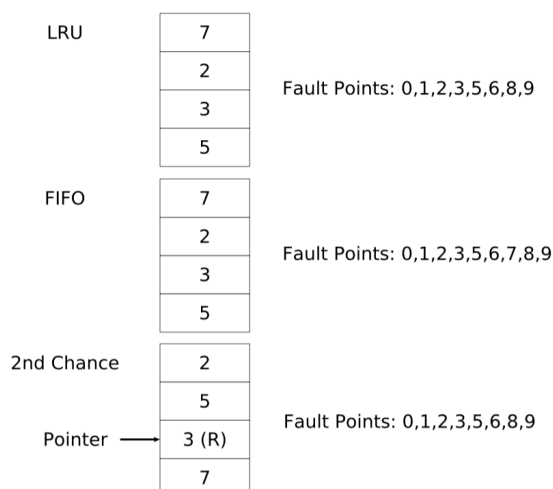 LRU
7
2
3
5
Fault Points: 0,1,2,3,5,6,8,9
FIFO
7
2
3
5
Fault Points: 0,1,2,3,5,6,7,8,9
2nd Chance
2
5
Pointer
3 (R)
7
Fault Points: 0,1,2,3,5,6,8,9